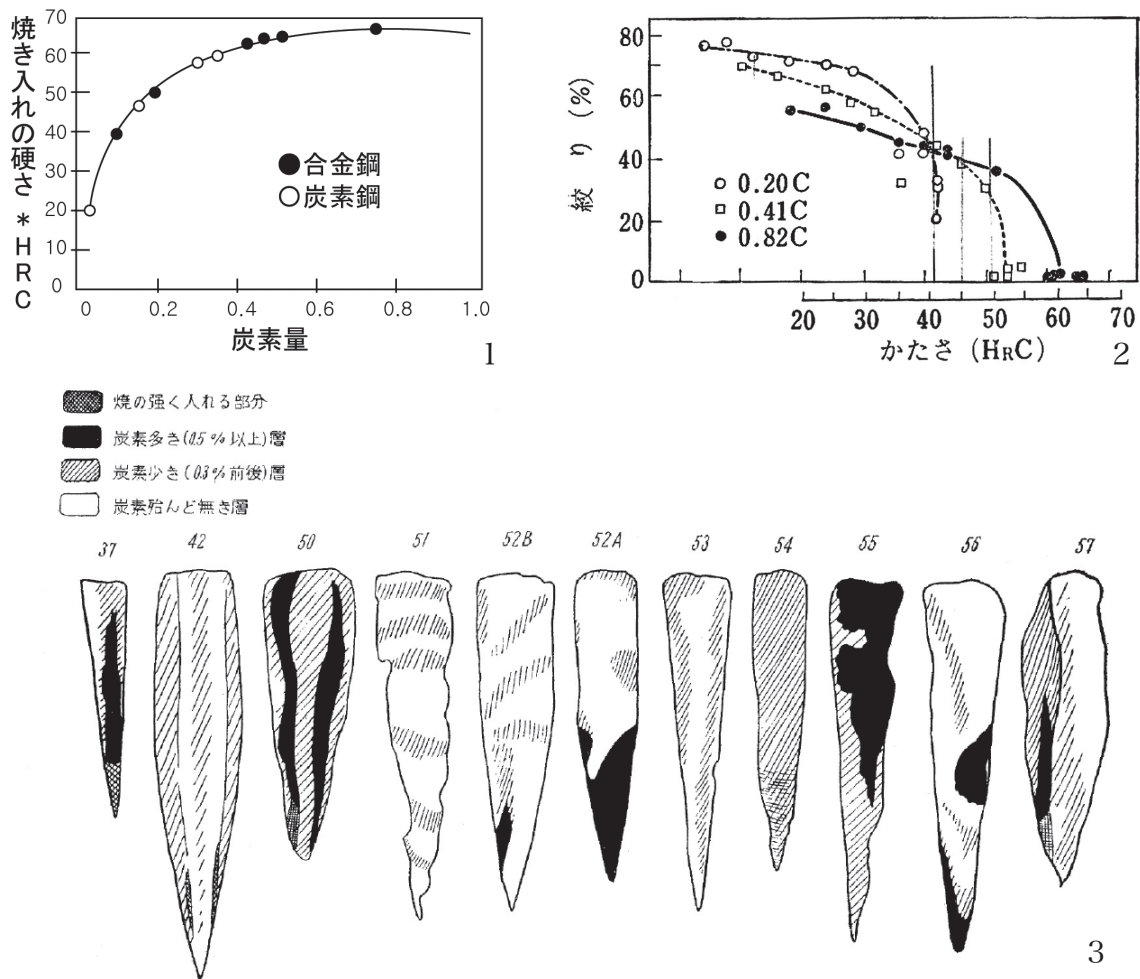 焼き入れの硬さ*HRC
70
60
50
40
30
20
10
0
0
0.2
0.4
0.6
0.8
1.0
炭素量
●合金鋼
○炭素鋼
1
絞 η (%)
80
60
40
20
0
○ 0.20C
□ 0.41C
● 0.82C
20
30
40
50
60
70
かたさ (HRC)
2
焼の強く入れる部分
炭素多き(0.5%以上)層
炭素少き(0.3%前後)層
炭素殆んど無き層
37
42
50
51
52B
52A
53
54
55
56
57
3